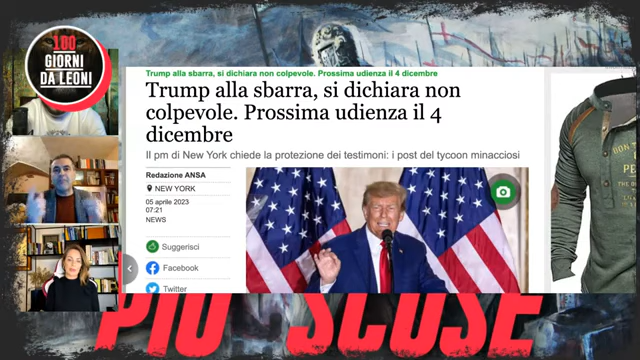 100
GIORNI
DA LEONI
Trump alla sbarra, si dichiara non colpevole. Prossima udienza il 4 dicembre
Trump alla sbarra, si dichiara non
colpevole. Prossima udienza il 4
dicembre
Il pm di New York chiede la protezione dei testimoni: i post del tycoon minacciosi
Redazione ANSA
NEW YORK
05 aprile 2023
07:21
NEWS
Suggerisci
Facebook
Twitter
PIÙ SCUSE